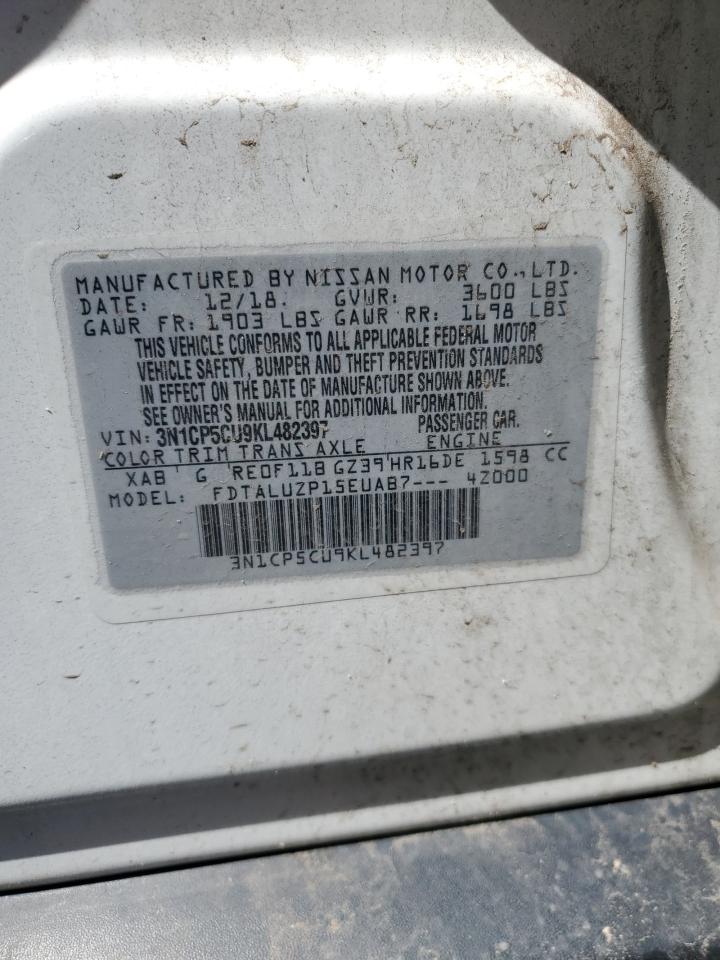 MANUFACTURED BY NISSAN MOTOR CO., LTD.
DATE: 12/18. GVWR: 3600 LBS
GAWR FR: 1903 LBS GAWR RR: 1698 LBS
THIS VEHICLE CONFORMS TO ALL APPLICABLE FEDERAL MOTOR
VEHICLE SAFETY, BUMPER AND THEFT PREVENTION STANDARDS
IN EFFECT ON THE DATE OF MANUFACTURE SHOWN ABOVE.
SEE OWNER'S MANUAL FOR ADDITIONAL INFORMATION.
VIN: 3N1CP5CU9KL482397 PASSENGER CAR.
COLOR TRIM TRANS AXLE ENGINE
XAB G RE0F11B GZ39 HR16DE 1598 CC
MODEL: FDTALUZP15EUAB7--- 4Z000
3N1CP5CU9KL482397